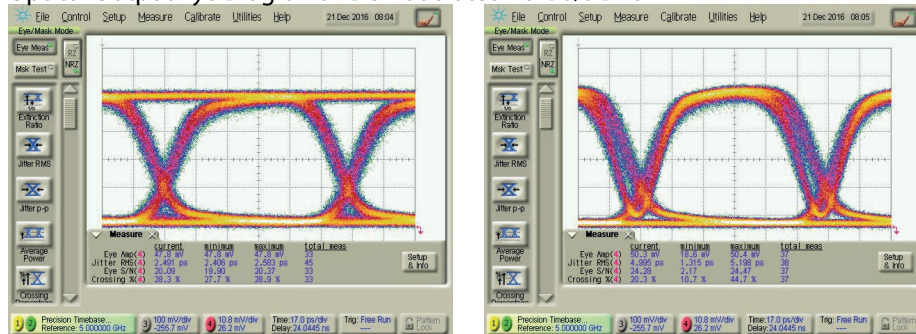 File Control Setup Measure Calibrate Utilities Help 21 Dec 2016 08:04
Eye/Mask Mode
Eye Meas
Msk Test
RZ
NRZ
Extinction
Ratio
Jitter RMS
Jitter p-p
Average
Power
Crossing
Measure
current minimum maximum total meas
Eye Amp(4) 47.8 mV 47.8 mV 47.8 mV 33
Jitter RMS(4) 2.491 ps 2.406 ps 2.583 ps 45
Eye S/N(4) 20.09 19.90 20.37 33
Crossing %(4) 28.3 % 27.7 % 28.9 % 33
Setup
& Info
1 2 Precision Timebase...
Reference: 5.000000 GHz
3 100 mV/div
-255.7 mV
4 10.8 mV/div
26.2 mV
Time:17.0 ps/div
Delay:24.0445 ns
Trig: Free Run
---
Pattern
Lock
File Control Setup Measure Calibrate Utilities Help 21 Dec 2016 08:05
Eye/Mask Mode
Eye Meas
Msk Test
RZ
NRZ
Extinction
Ratio
Jitter RMS
Jitter p-p
Average
Power
Crossing
Measure
current minimum maximum total meas
Eye Amp(4) 50.3 mV 18.6 mV 50.4 mV 37
Jitter RMS(4) 4.995 ps 1.315 ps 5.198 ps 38
Eye S/N(4) 24.28 2.17 24.47 37
Crossing %(4) 20.3 % 10.7 % 44.7 % 37
Setup
& Info
1 2 Precision Timebase...
Reference: 5.000000 GHz
3 100 mV/div
-255.7 mV
4 10.8 mV/div
26.2 mV
Time:17.0 ps/div
Delay:24.0445 ns
Trig: Free Run
---
Pattern
Lock